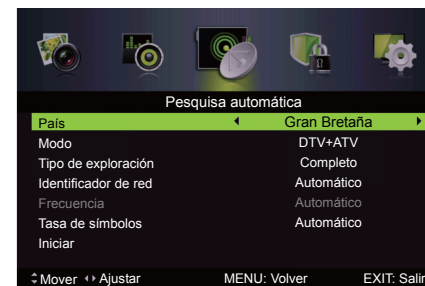 Pesquisa automática
País Gran Bretaña
Modo DTV+ATV
Tipo de exploración Completo
Identificador de red Automático
Frecuencia Automático
Tasa de símbolos Automático
Iniciar
Mover Ajustar MENU: Volver EXIT: Salir